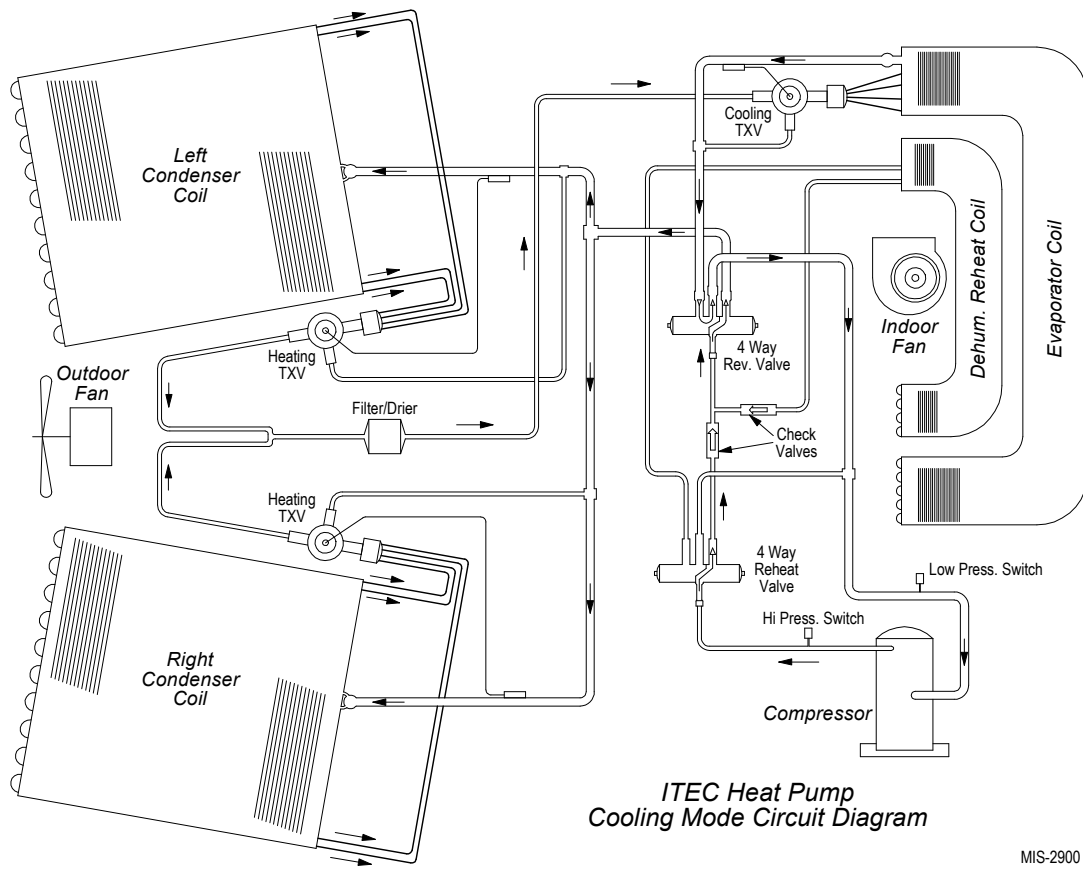 Left
Condenser
Coil
Cooling
TXV
Evaporator Coil
Dehum. Reheat Coil
Indoor
Fan
4 Way
Rev. Valve
Heating
TXV
Outdoor
Fan
Filter/Drier
Check
Valves
Heating
TXV
4 Way
Reheat
Valve
Low Press. Switch
Hi Press. Switch
Right
Condenser
Coil
Compressor
ITEC Heat Pump
Cooling Mode Circuit Diagram
MIS-2900